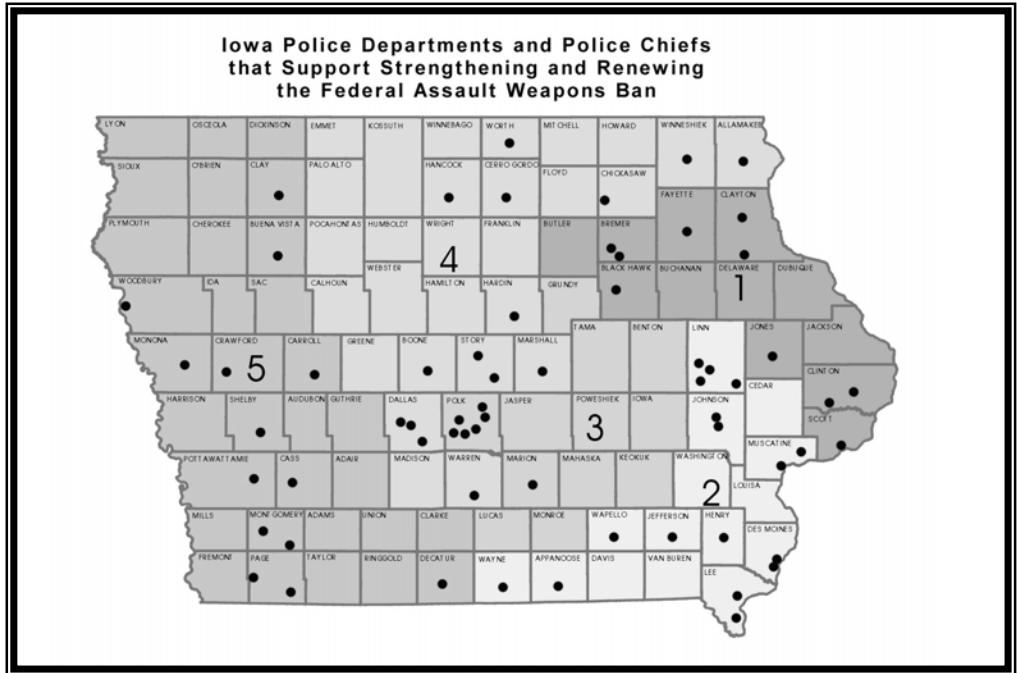 Iowa Police Departments and Police Chiefs
that Support Strengthening and Renewing
the Federal Assault Weapons Ban
LYON OSCEOLA DICKINSON EMMET KOSSUTH WINNEBAGO WORTH MITCHELL HOWARD WINNESHIEK ALLAMAKEE
SIOUX O'BRIEN CLAY PALO ALTO HANCOCK CERRO GORDO FLOYD CHICKASAW
FAYETTE CLAYTON
PLYMOUTH CHEROKEE BUENA VISTA POCAHONTAS HUMBOLDT WRIGHT FRANKLIN BUTLER BREMER
4
WEBSTER BLACK HAWK BUCHANAN DELAWARE DUBUQUE
WOODBURY IDA SAC CALHOUN HAMILTON HARDIN GRUNDY
1
TAMA BENTON LINN JONES JACKSON
MONONA CRAWFORD CARROLL GREENE BOONE STORY MARSHALL
5
CLINTON
CEDAR
HARRISON SHELBY AUDUBON GUTHRIE DALLAS POLK JASPER POWESHIEK IOWA JOHNSON
3
SCOTT
MUSCATINE
POTTAWATTAMIE CASS ADAIR MADISON WARREN MARION MAHASKA KEOKUK WASHINGTON
2
LOUISA
MILLS MONTGOMERY ADAMS UNION CLARKE LUCAS MONROE WAPELLO JEFFERSON HENRY
DES MOINES
FREMONT PAGE TAYLOR RINGGOLD DECATUR WAYNE APPANOOSE DAVIS VAN BUREN
LEE